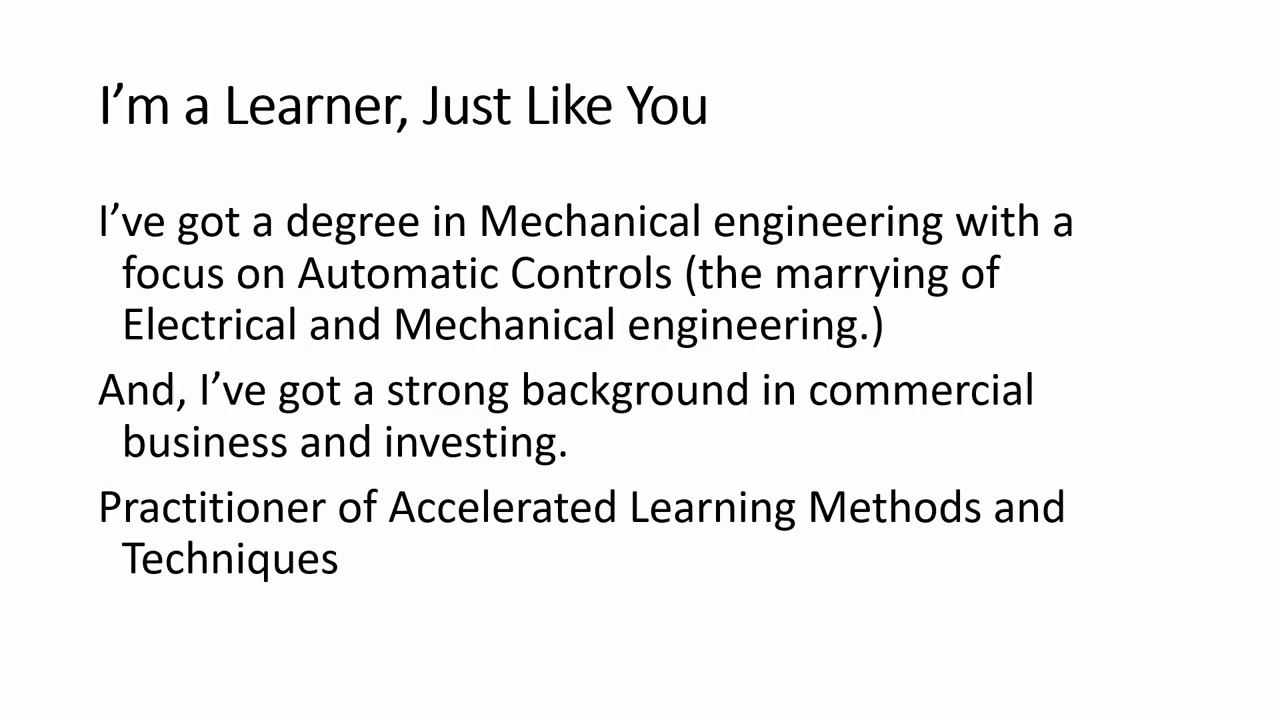 I’m a Learner, Just Like You
I’ve got a degree in Mechanical engineering with a
focus on Automatic Controls (the marrying of
Electrical and Mechanical engineering.)
And, I’ve got a strong background in commercial
business and investing.
Practitioner of Accelerated Learning Methods and
Techniques